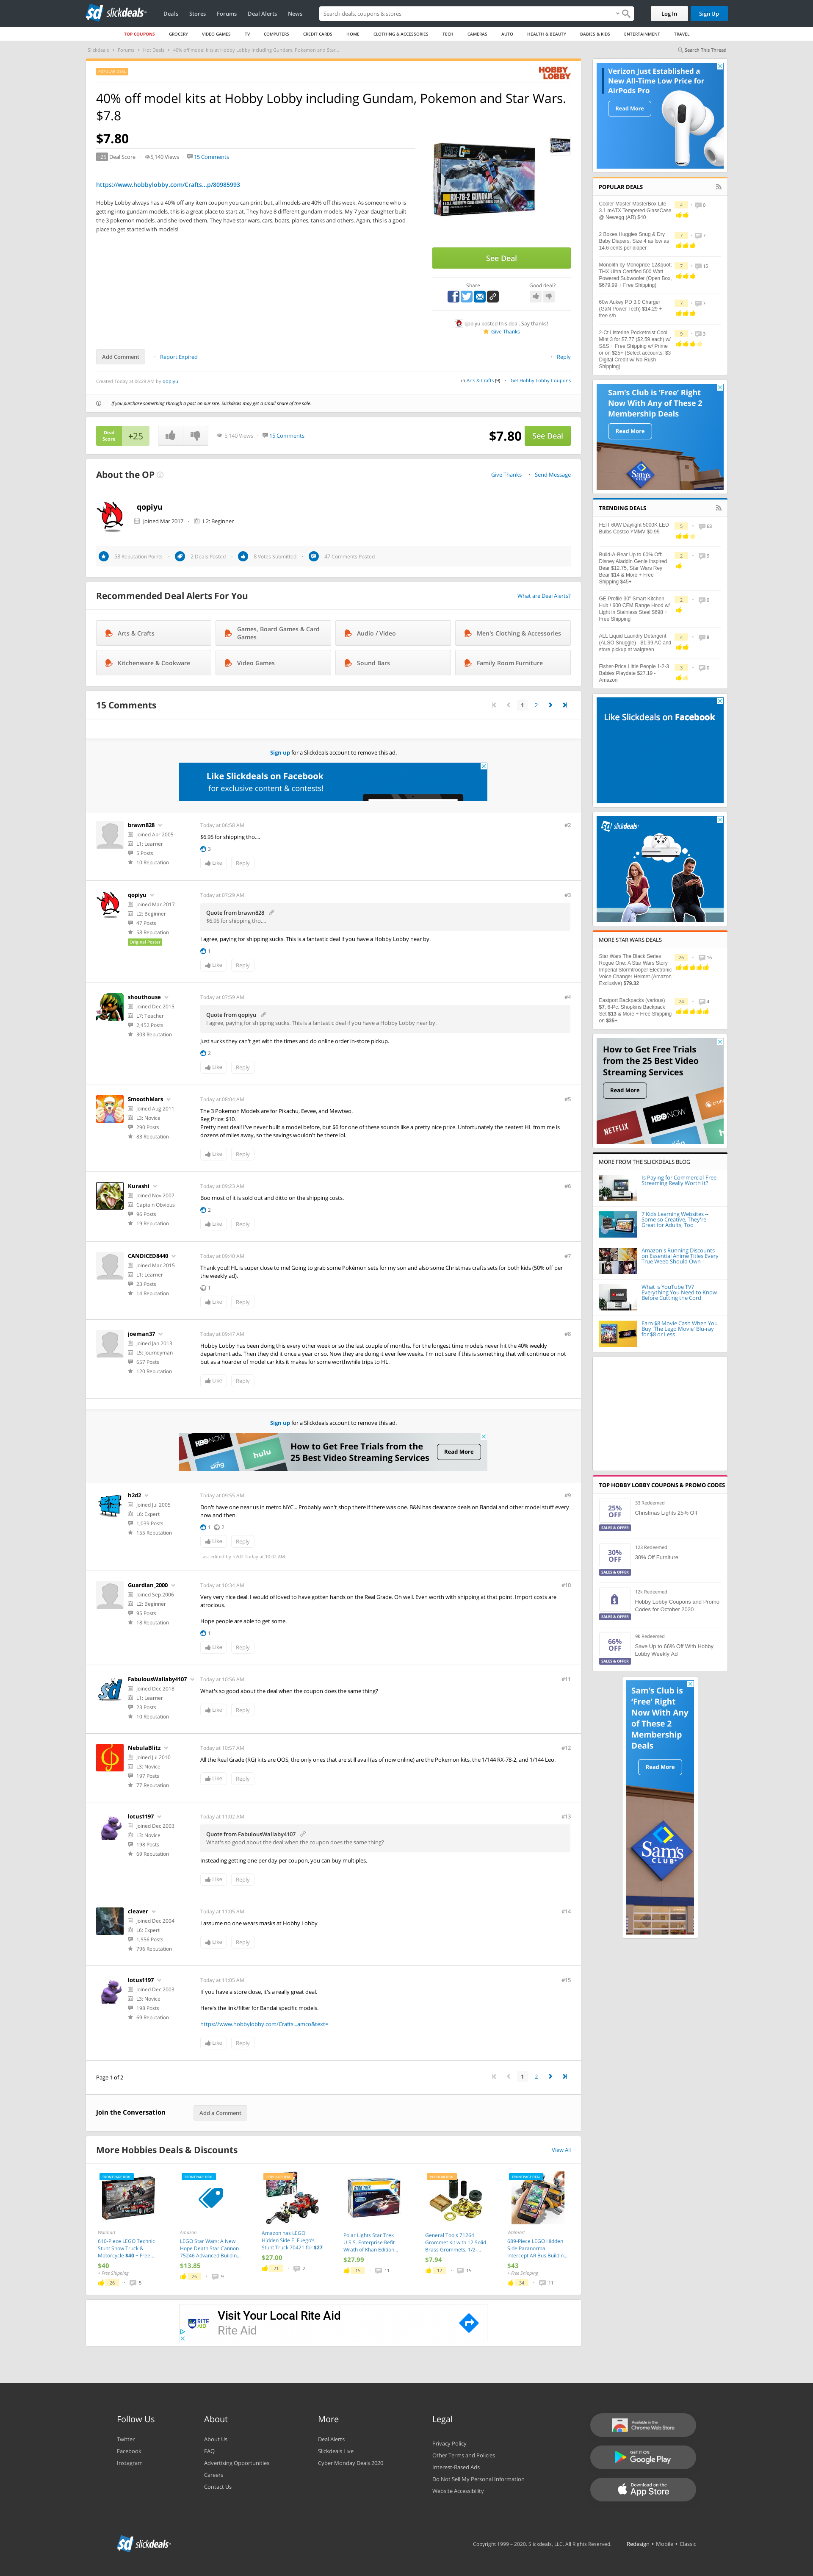 slickdeals
Deals Stores Forums Deal Alerts News
Search deals, coupons & stores
Log In Sign Up
TOP COUPONS GROCERY VIDEO GAMES TV COMPUTERS CREDIT CARDS HOME CLOTHING & ACCESSORIES TECH CAMERAS AUTO HEALTH & BEAUTY BABIES & KIDS ENTERTAINMENT TRAVEL
Slickdeals Forums Hot Deals 40% off model kits at Hobby Lobby including Gundam, Pokemon and Star...
Search This Thread
POPULAR DEAL
HOBBY LOBBY
40% off model kits at Hobby Lobby including Gundam, Pokemon and Star Wars.
$7.8
$7.80
+25 Deal Score 5,140 Views 15 Comments
https://www.hobbylobby.com/Crafts...p/80985993
Hobby Lobby always has a 40% off any item coupon you can print but, all models are 40% off this week. As someone who is
getting into gundam models, this is a great place to start at. They have 8 different gundam models, My 7 year old daughter built
the 3 pokemon models, and she loved them. They have star wars, cars, boats, planes, tanks and others. Again, this is a good
place to get started with models!
RX-78-2 GUNDAM
See Deal
Share Good deal?
qopiyu posted this deal. Say thanks!
Give Thanks
Add Comment Report Expired Reply
Created Today at 06:29 AM by qopiyu
in Arts & Crafts (9) Get Hobby Lobby Coupons
If you purchase something through a post on our site, Slickdeals may get a small share of the sale.
Deal Score +25 5,140 Views 15 Comments $7.80 See Deal
About the OP Give Thanks Send Message
qopiyu
Joined Mar 2017 L2: Beginner
58 Reputation Points 2 Deals Posted 8 Votes Submitted 47 Comments Posted
Recommended Deal Alerts For You What are Deal Alerts?
Arts & Crafts
Games, Board Games & Card Games
Audio / Video
Men's Clothing & Accessories
Kitchenware & Cookware
Video Games
Sound Bars
Family Room Furniture
15 Comments 1 2
Sign up for a Slickdeals account to remove this ad.
Like Slickdeals on Facebook
for exclusive content & contests!
brawn828
Joined Apr 2005
L1: Learner
5 Posts
10 Reputation
Today at 06:58 AM #2
$6.95 for shipping tho....
3
Like Reply
qopiyu
Joined Mar 2017
L2: Beginner
47 Posts
58 Reputation
Original Poster
Today at 07:29 AM #3
Quote from brawn828
$6.95 for shipping tho....
I agree, paying for shipping sucks. This is a fantastic deal if you have a Hobby Lobby near by.
1
Like Reply
shouthouse
Joined Dec 2015
L7: Teacher
2,452 Posts
303 Reputation
Today at 07:59 AM #4
Quote from qopiyu
I agree, paying for shipping sucks. This is a fantastic deal if you have a Hobby Lobby near by.
Just sucks they can't get with the times and do online order in-store pickup.
2
Like Reply
SmoothMars
Joined Aug 2011
L3: Novice
290 Posts
83 Reputation
Today at 08:04 AM #5
The 3 Pokemon Models are for Pikachu, Eevee, and Mewtwo.
Reg Price: $10.
Pretty neat deal! I've never built a model before, but $6 for one of these sounds like a pretty nice price. Unfortunately the neatest HL from me is
dozens of miles away, so the savings wouldn't be there lol.
Like Reply
Kurashi
Joined Nov 2007
Captain Obvious
96 Posts
19 Reputation
Today at 09:23 AM #6
Boo most of it is sold out and ditto on the shipping costs.
2
Like Reply
CANDICED8440
Joined Mar 2015
L1: Learner
23 Posts
14 Reputation
Today at 09:40 AM #7
Thank you!! HL is super close to me! Going to grab some Pokémon sets for my son and also some Christmas crafts sets for both kids (50% off per
the weekly ad).
1
Like Reply
joeman37
Joined Jan 2013
L5: Journeyman
657 Posts
120 Reputation
Today at 09:47 AM #8
Hobby Lobby has been doing this every other week or so the last couple of months. For the longest time models never hit the 40% weekly
department ads. Then they did it once a year or so. Now they are doing it ever few weeks. I'm not sure if this is something that will continue or not
but as a hoarder of model car kits it makes for some worthwhile trips to HL.
Like Reply
Sign up for a Slickdeals account to remove this ad.
HBONOW sling hulu
How to Get Free Trials from the
25 Best Video Streaming Services
Read More
h2d2
Joined Jul 2005
L6: Expert
1,039 Posts
155 Reputation
Today at 09:55 AM #9
Don't have one near us in metro NYC... Probably won't shop there if there was one. B&N has clearance deals on Bandai and other model stuff every
now and then.
1 2
Like Reply
Last edited by h2d2 Today at 10:02 AM
Guardian_2000
Joined Sep 2006
L2: Beginner
95 Posts
18 Reputation
Today at 10:34 AM #10
Very very nice deal. I would of loved to have gotten hands on the Real Grade. Oh well. Even worth with shipping at that point. Import costs are
atrocious.
Hope people are able to get some.
1
Like Reply
FabulousWallaby4107
Joined Dec 2018
L1: Learner
23 Posts
10 Reputation
Today at 10:56 AM #11
What's so good about the deal when the coupon does the same thing?
Like Reply
NebulaBlitz
Joined Jul 2010
L3: Novice
197 Posts
77 Reputation
Today at 10:57 AM #12
All the Real Grade (RG) kits are OOS, the only ones that are still avail (as of now online) are the Pokemon kits, the 1/144 RX-78-2, and 1/144 Leo.
Like Reply
lotus1197
Joined Dec 2003
L3: Novice
198 Posts
69 Reputation
Today at 11:02 AM #13
Quote from FabulousWallaby4107
What's so good about the deal when the coupon does the same thing?
Insteading getting one per day per coupon, you can buy multiples.
Like Reply
cleaver
Joined Dec 2004
L6: Expert
1,556 Posts
796 Reputation
Today at 11:05 AM #14
I assume no one wears masks at Hobby Lobby
Like Reply
lotus1197
Joined Dec 2003
L3: Novice
198 Posts
69 Reputation
Today at 11:05 AM #15
If you have a store close, it's a really great deal.
Here's the link/filter for Bandai specific models.
https://www.hobbylobby.com/Crafts...amco&text=
Like Reply
Page 1 of 2 1 2
Join the Conversation Add a Comment
More Hobbies Deals & Discounts View All
FRONTPAGE DEAL
Walmart
610-Piece LEGO Technic
Stunt Show Truck &
Motorcycle $40 + Free...
$40
+ Free Shipping
26 5
FRONTPAGE DEAL
Amazon
LEGO Star Wars: A New
Hope Death Star Cannon
75246 Advanced Buildin...
$13.85
26 9
POPULAR DEAL
Amazon has LEGO
Hidden Side El Fuego's
Stunt Truck 70421 for $27
$27.00
21 2
STAR TREK
Polar Lights Star Trek
U.S.S. Enterprise Refit
Wrath of Khan Edition...
$27.99
15 11
POPULAR DEAL
General Tools 71264
Grommet Kit with 12 Solid
Brass Grommets, 1/2-...
$7.94
12 15
FRONTPAGE DEAL
Walmart
689-Piece LEGO Hidden
Side Paranormal
Intercept AR Bus Buildin...
$43
+ Free Shipping
34 11
RITE AID
Visit Your Local Rite Aid
Rite Aid
Verizon Just Established a
New All-Time Low Price for
AirPods Pro
Read More
POPULAR DEALS
Cooler Master MasterBox Lite
3.1 mATX Tempered GlassCase
@ Newegg (AR) $40
4 0
2 Boxes Huggies Snug & Dry
Baby Diapers, Size 4 as low as
14.6 cents per diaper
7 7
Monolith by Monoprice 12&quot;
THX Ultra Certified 500 Watt
Powered Subwoofer (Open Box,
$679.99 + Free Shipping)
7 15
60w Aukey PD 3.0 Charger
(GaN Power Tech) $14.29 +
free s/h
7 7
2-Ct Listerine Pocketmist Cool
Mint 3 for $7.77 ($2.59 each) w/
S&S + Free Shipping w/ Prime
or on $25+ (Select accounts: $3
Digital Credit w/ No-Rush
Shipping)
9 3
Sam's Club is 'Free' Right
Now With Any of These 2
Membership Deals
Read More
TRENDING DEALS
FEIT 60W Daylight 5000K LED
Bulbs Costco YMMV $0.99
5 68
Build-A-Bear Up to 60% Off:
Disney Aladdin Genie Inspired
Bear $12.75, Star Wars Rey
Bear $14 & More + Free
Shipping $45+
2 9
GE Profile 30" Smart Kitchen
Hub / 600 CFM Range Hood w/
Light in Stainless Steel $699 +
Free Shipping
2 0
ALL Liquid Laundry Detergent
(ALSO Snuggle) - $1.99 AC and
store pickup at walgreen
4 8
Fisher-Price Little People 1-2-3
Babies Playdate $27.19 -
Amazon
3 0
Like Slickdeals on Facebook
slickdeals
MORE STAR WARS DEALS
Star Wars The Black Series
Rogue One: A Star Wars Story
Imperial Stormtrooper Electronic
Voice Changer Helmet (Amazon
Exclusive) $79.32
26 16
Eastport Backpacks (various)
$7, 6-Pc. Shopkins Backpack
Set $13 & More + Free Shipping
on $35+
24 4
How to Get Free Trials
from the 25 Best Video
Streaming Services
Read More
NETFLIX HBONOW
MORE FROM THE SLICKDEALS BLOG
Is Paying for Commercial-Free
Streaming Really Worth It?
7 Kids Learning Websites –
Some so Creative, They're
Great for Adults, Too
Amazon's Running Discounts
on Essential Anime Titles Every
True Weeb Should Own
What is YouTube TV?
Everything You Need to Know
Before Cutting the Cord
Earn $8 Movie Cash When You
Buy 'The Lego Movie' Blu-ray
for $8 or Less
TOP HOBBY LOBBY COUPONS & PROMO CODES
25% OFF
SALES & OFFER
33 Redeemed
Christmas Lights 25% Off
30% OFF
SALES & OFFER
123 Redeemed
30% Off Furniture
SALES & OFFER
12k Redeemed
Hobby Lobby Coupons and Promo
Codes for October 2020
66% OFF
SALES & OFFER
9k Redeemed
Save Up to 66% Off With Hobby
Lobby Weekly Ad
Sam's Club is
'Free' Right
Now With Any
of These 2
Membership
Deals
Read More
Sam's CLUB
Follow Us
Twitter
Facebook
Instagram
About
About Us
FAQ
Advertising Opportunities
Careers
Contact Us
More
Deal Alerts
Slickdeals Live
Cyber Monday Deals 2020
Legal
Privacy Policy
Other Terms and Policies
Interest-Based Ads
Do Not Sell My Personal Information
Website Accessibility
Available in the
Chrome Web Store
GET IT ON
Google Play
Download on the
App Store
slickdeals
Copyright 1999 – 2020. Slickdeals, LLC. All Rights Reserved. Redesign • Mobile • Classic